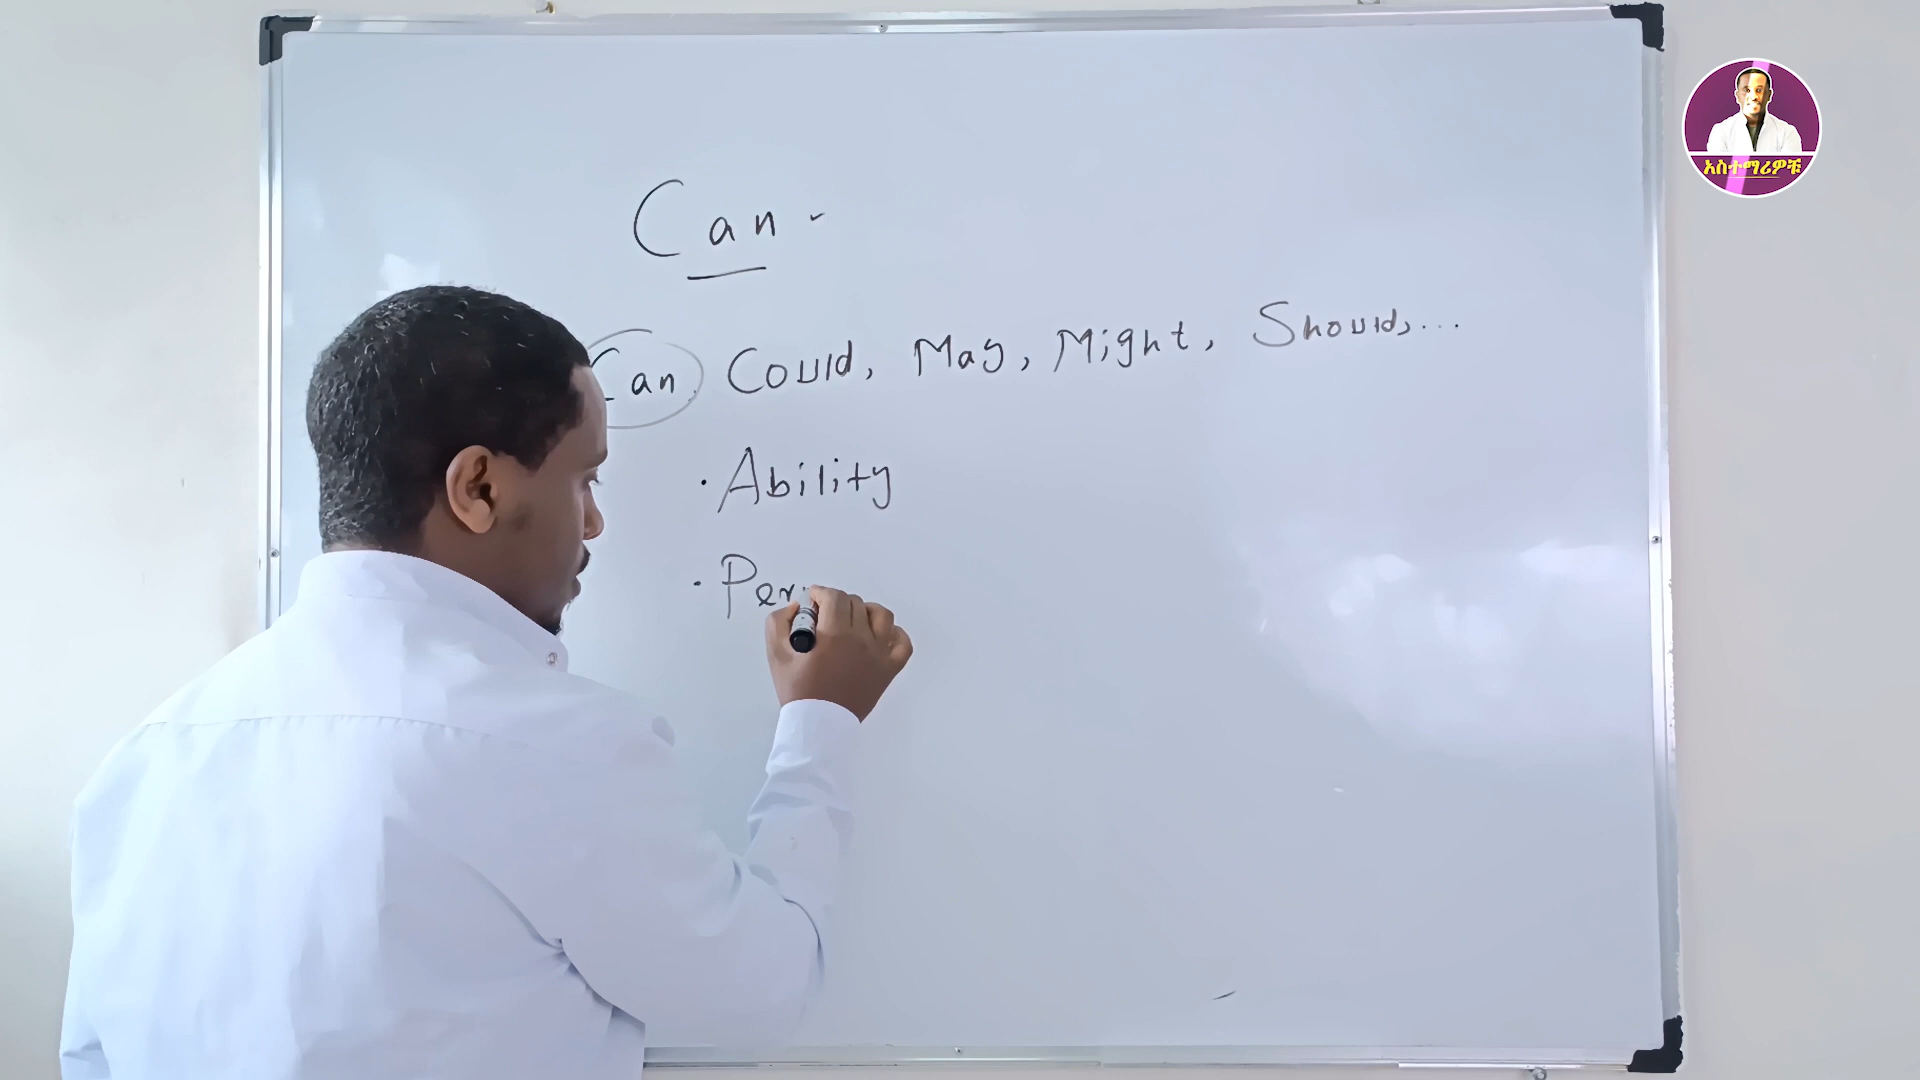 Can -
Can Could, May, Might, Should, ...
· Ability
· Per
አስተማሪዎቹ